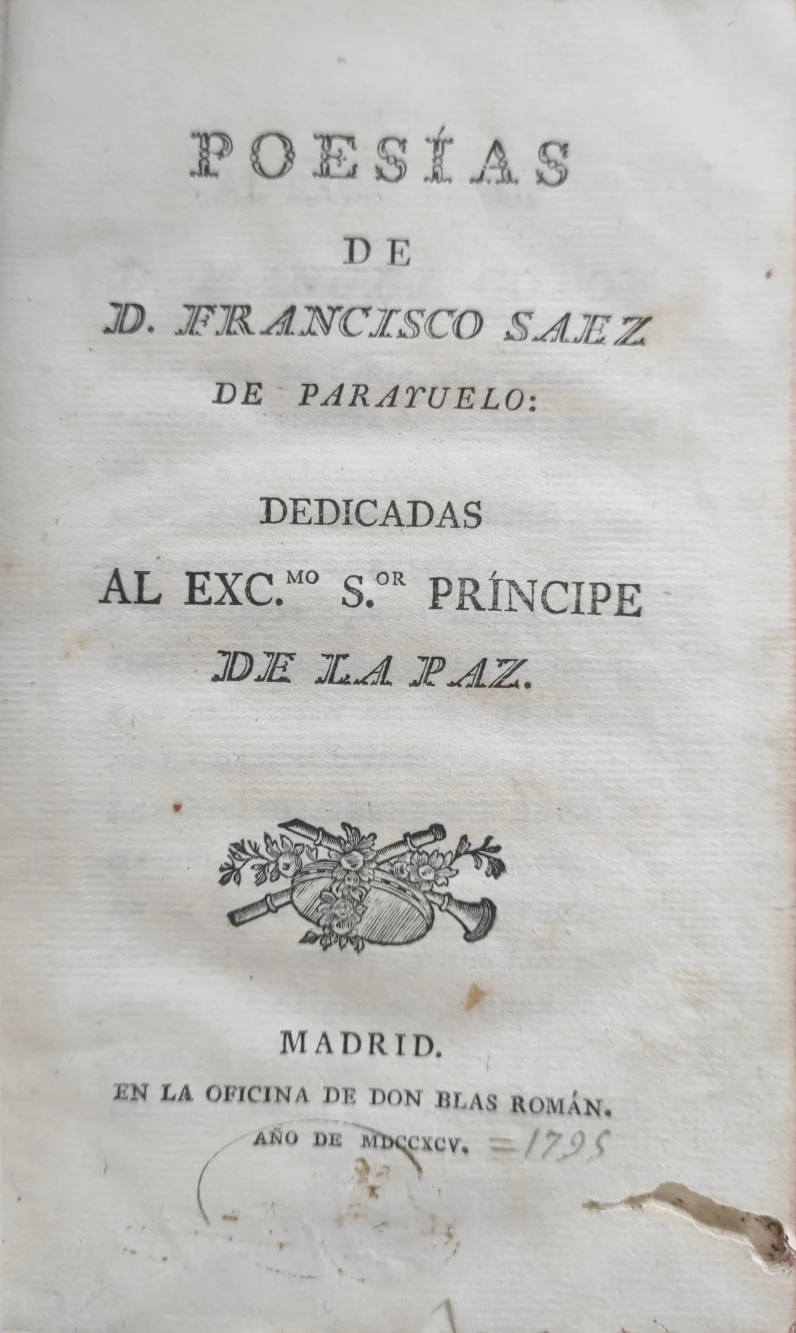 POESÍAS
DE
D. FRANCISCO SAEZ
DE PARAYUELO:
DEDICADAS
AL EXC.MO S.OR PRÍNCIPE
DE LA PAZ.
MADRID.
EN LA OFICINA DE DON BLAS ROMÁN.
AÑO DE MDCCXCV. =1795